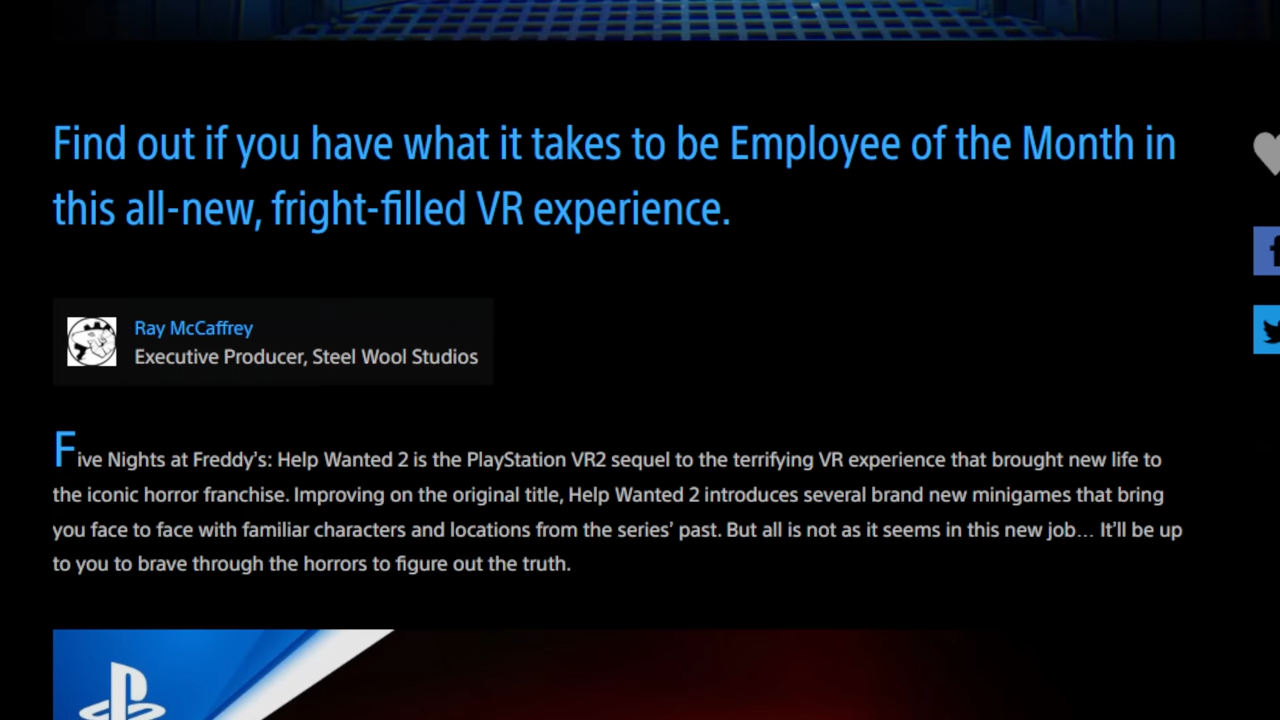 Find out if you have what it takes to be Employee of the Month in
this all-new, fright-filled VR experience.
Ray McCaffrey
Executive Producer, Steel Wool Studios
Five Nights at Freddy's: Help Wanted 2 is the PlayStation VR2 sequel to the terrifying VR experience that brought new life to
the iconic horror franchise. Improving on the original title, Help Wanted 2 introduces several brand new minigames that bring
you face to face with familiar characters and locations from the series' past. But all is not as it seems in this new job... It'll be up
to you to brave through the horrors to figure out the truth.